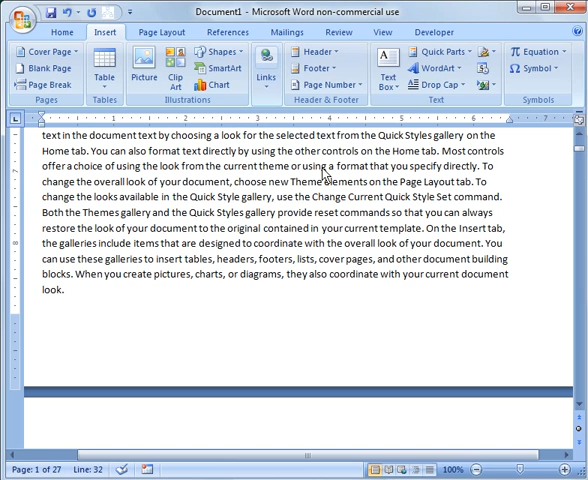 Document1 - Microsoft Word non-commercial use
Home Insert Page Layout References Mailings Review View Developer
Cover Page Blank Page Page Break Pages
Table Tables
Picture Clip Art Shapes SmartArt Chart Illustrations
Links
Header Footer Page Number Header & Footer
Text Box Quick Parts WordArt Drop Cap Text
Equation Symbol Symbols
1 2 3 4 5 6 7
text in the document text by choosing a look for the selected text from the Quick Styles gallery on the
Home tab. You can also format text directly by using the other controls on the Home tab. Most controls
offer a choice of using the look from the current theme or using a format that you specify directly. To
change the overall look of your document, choose new Theme elements on the Page Layout tab. To
change the looks available in the Quick Style gallery, use the Change Current Quick Style Set command.
Both the Themes gallery and the Quick Styles gallery provide reset commands so that you can always
restore the look of your document to the original contained in your current template. On the Insert tab,
the galleries include items that are designed to coordinate with the overall look of your document. You
can use these galleries to insert tables, headers, footers, lists, cover pages, and other document building
blocks. When you create pictures, charts, or diagrams, they also coordinate with your current document
look.
Page: 1 of 27 Line: 32 100%